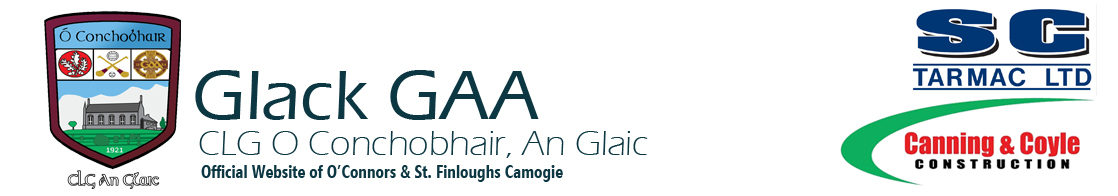 Ó Conchobhair
1921
CLG An Glaic
Glack GAA
CLG O Conchobhair, An Glaic
Official Website of O'Connors & St. Finloughs Camogie
SC
TARMAC LTD
Canning & Coyle
CONSTRUCTION